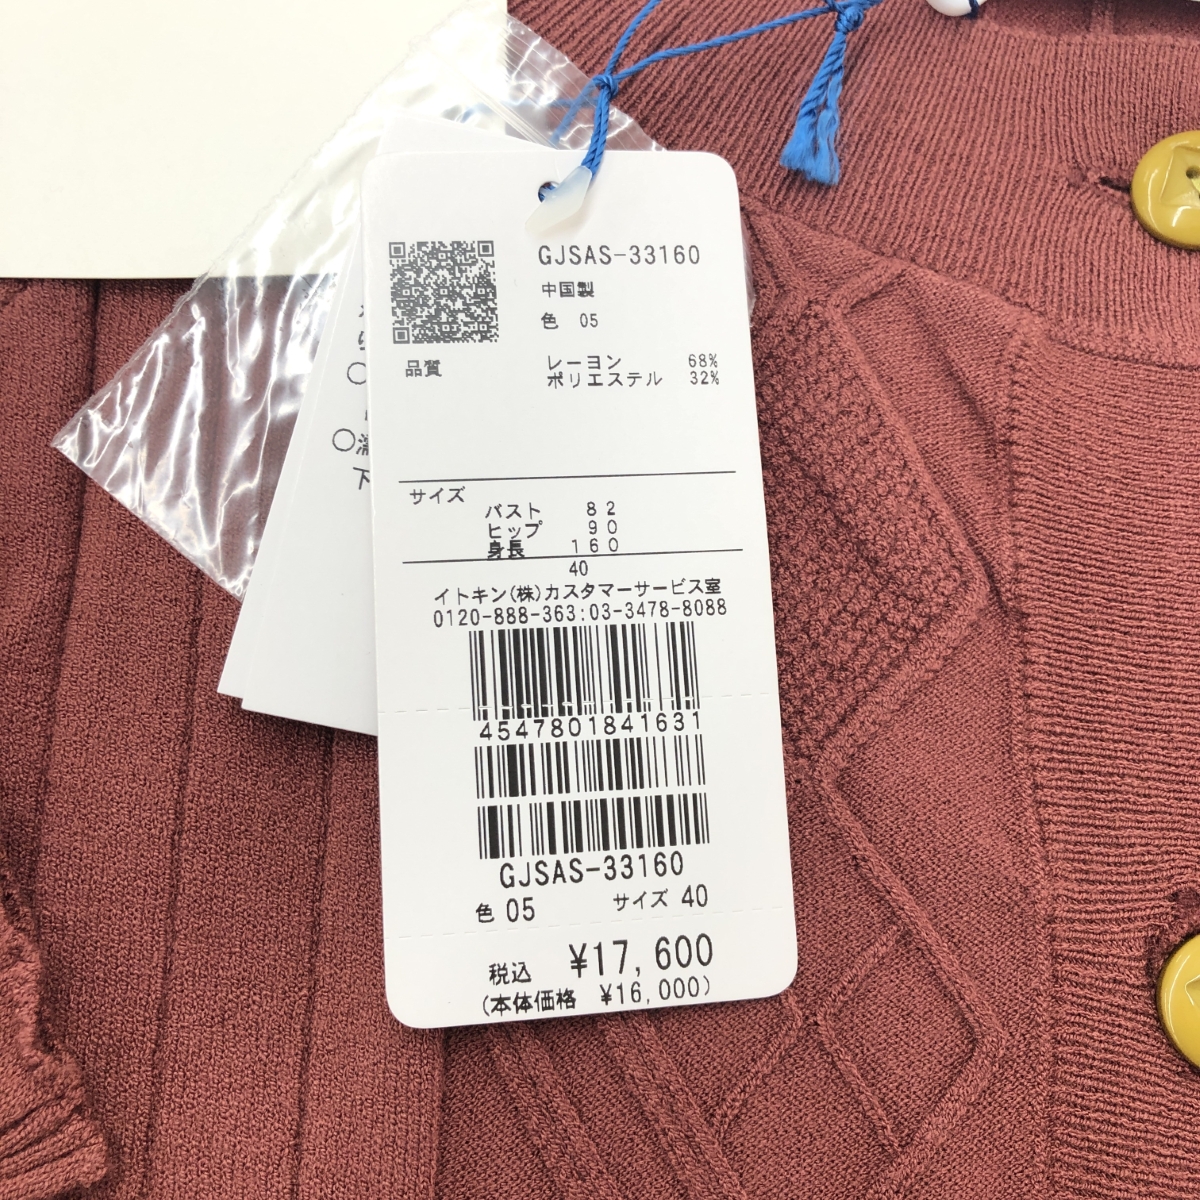 GJSAS-33160
中国製
色 05
品質
レーヨン 68%
ポリエステル 32%
サイズ
バスト 82
ヒップ 90
身長 160
40
イトキン(株)カスタマーサービス室
0120-888-363:03-3478-8088
4547801841631
GJSAS-33160
色 05 サイズ 40
税込 ¥17,600
(本体価格 ¥16,000)
下